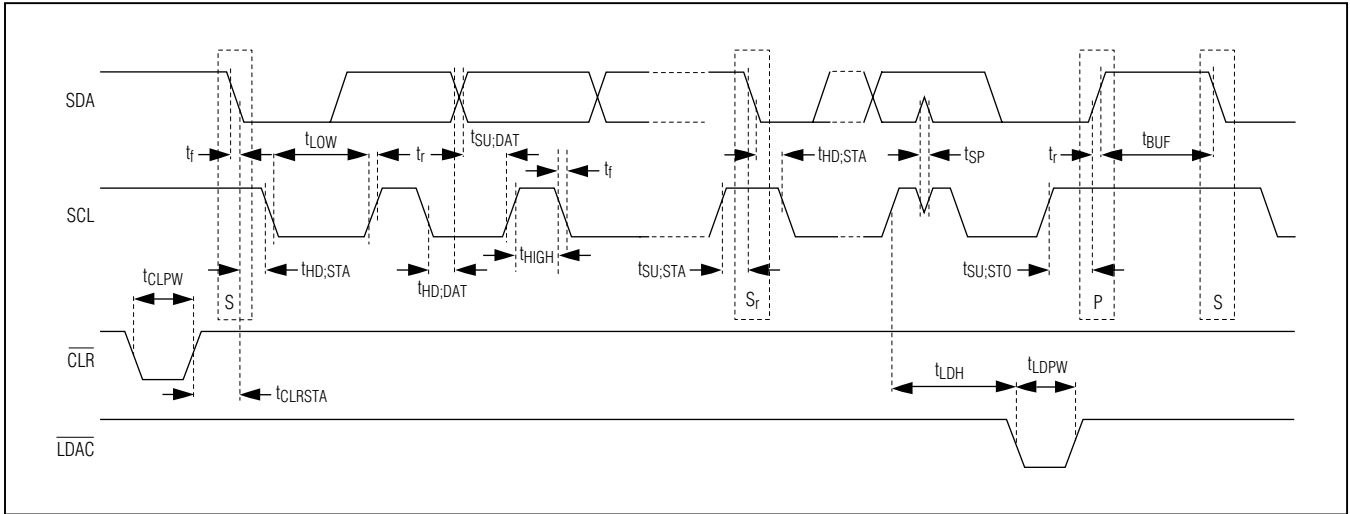 SDA
tf
tLOW
tr
tSU;DAT
tf
tHD;STA
tSP
tr
tBUF
SCL
tCLPW
S
tHD;STA
tHD;DAT
tHIGH
tSU;STA
Sr
tSU;STO
P
S
CLR
tCLRSTA
tLDH
tLDPW
LDAC